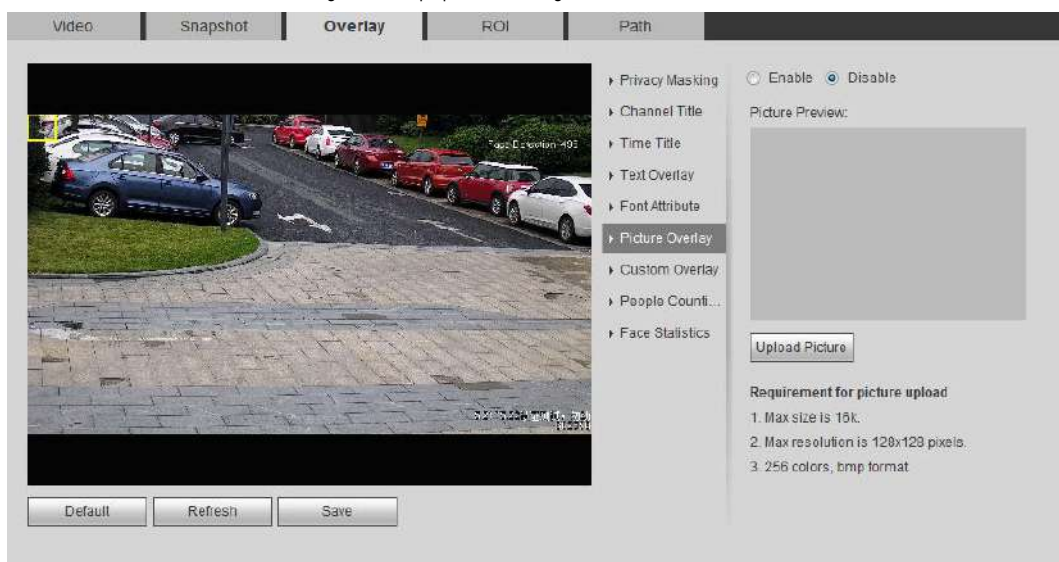 Video Snapshot Overlay ROI Path
Privacy Masking
Channel Title
Time Title
Text Overlay
Font Attribute
Picture Overlay
Custom Overlay
People Counti...
Face Statistics
Enable Disable
Picture Preview:
Upload Picture
Requirement for picture upload
1. Max size is 16k.
2. Max resolution is 128x128 pixels.
3. 256 colors, bmp format
Face Detection
Default Refresh Save